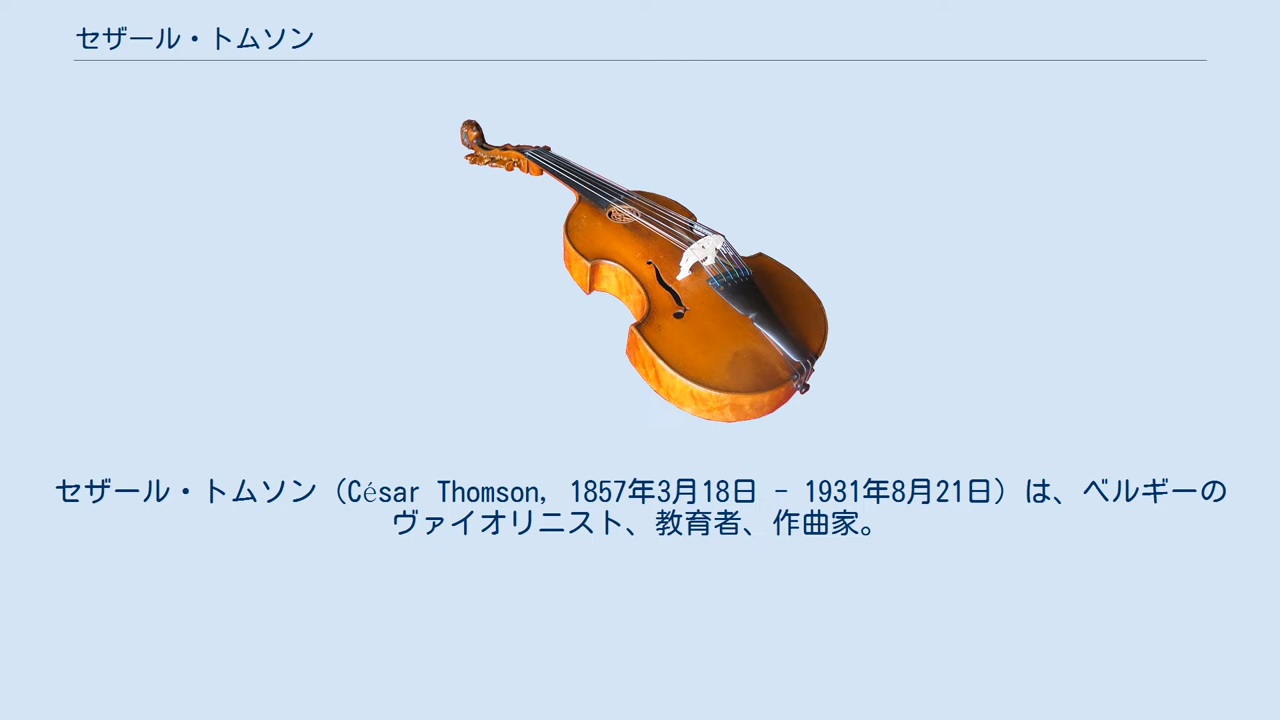 セザール・トムソン
セザール・トムソン（César Thomson, 1857年3月18日 - 1931年8月21日）は、ベルギーの
ヴァイオリニスト、教育者、作曲家。